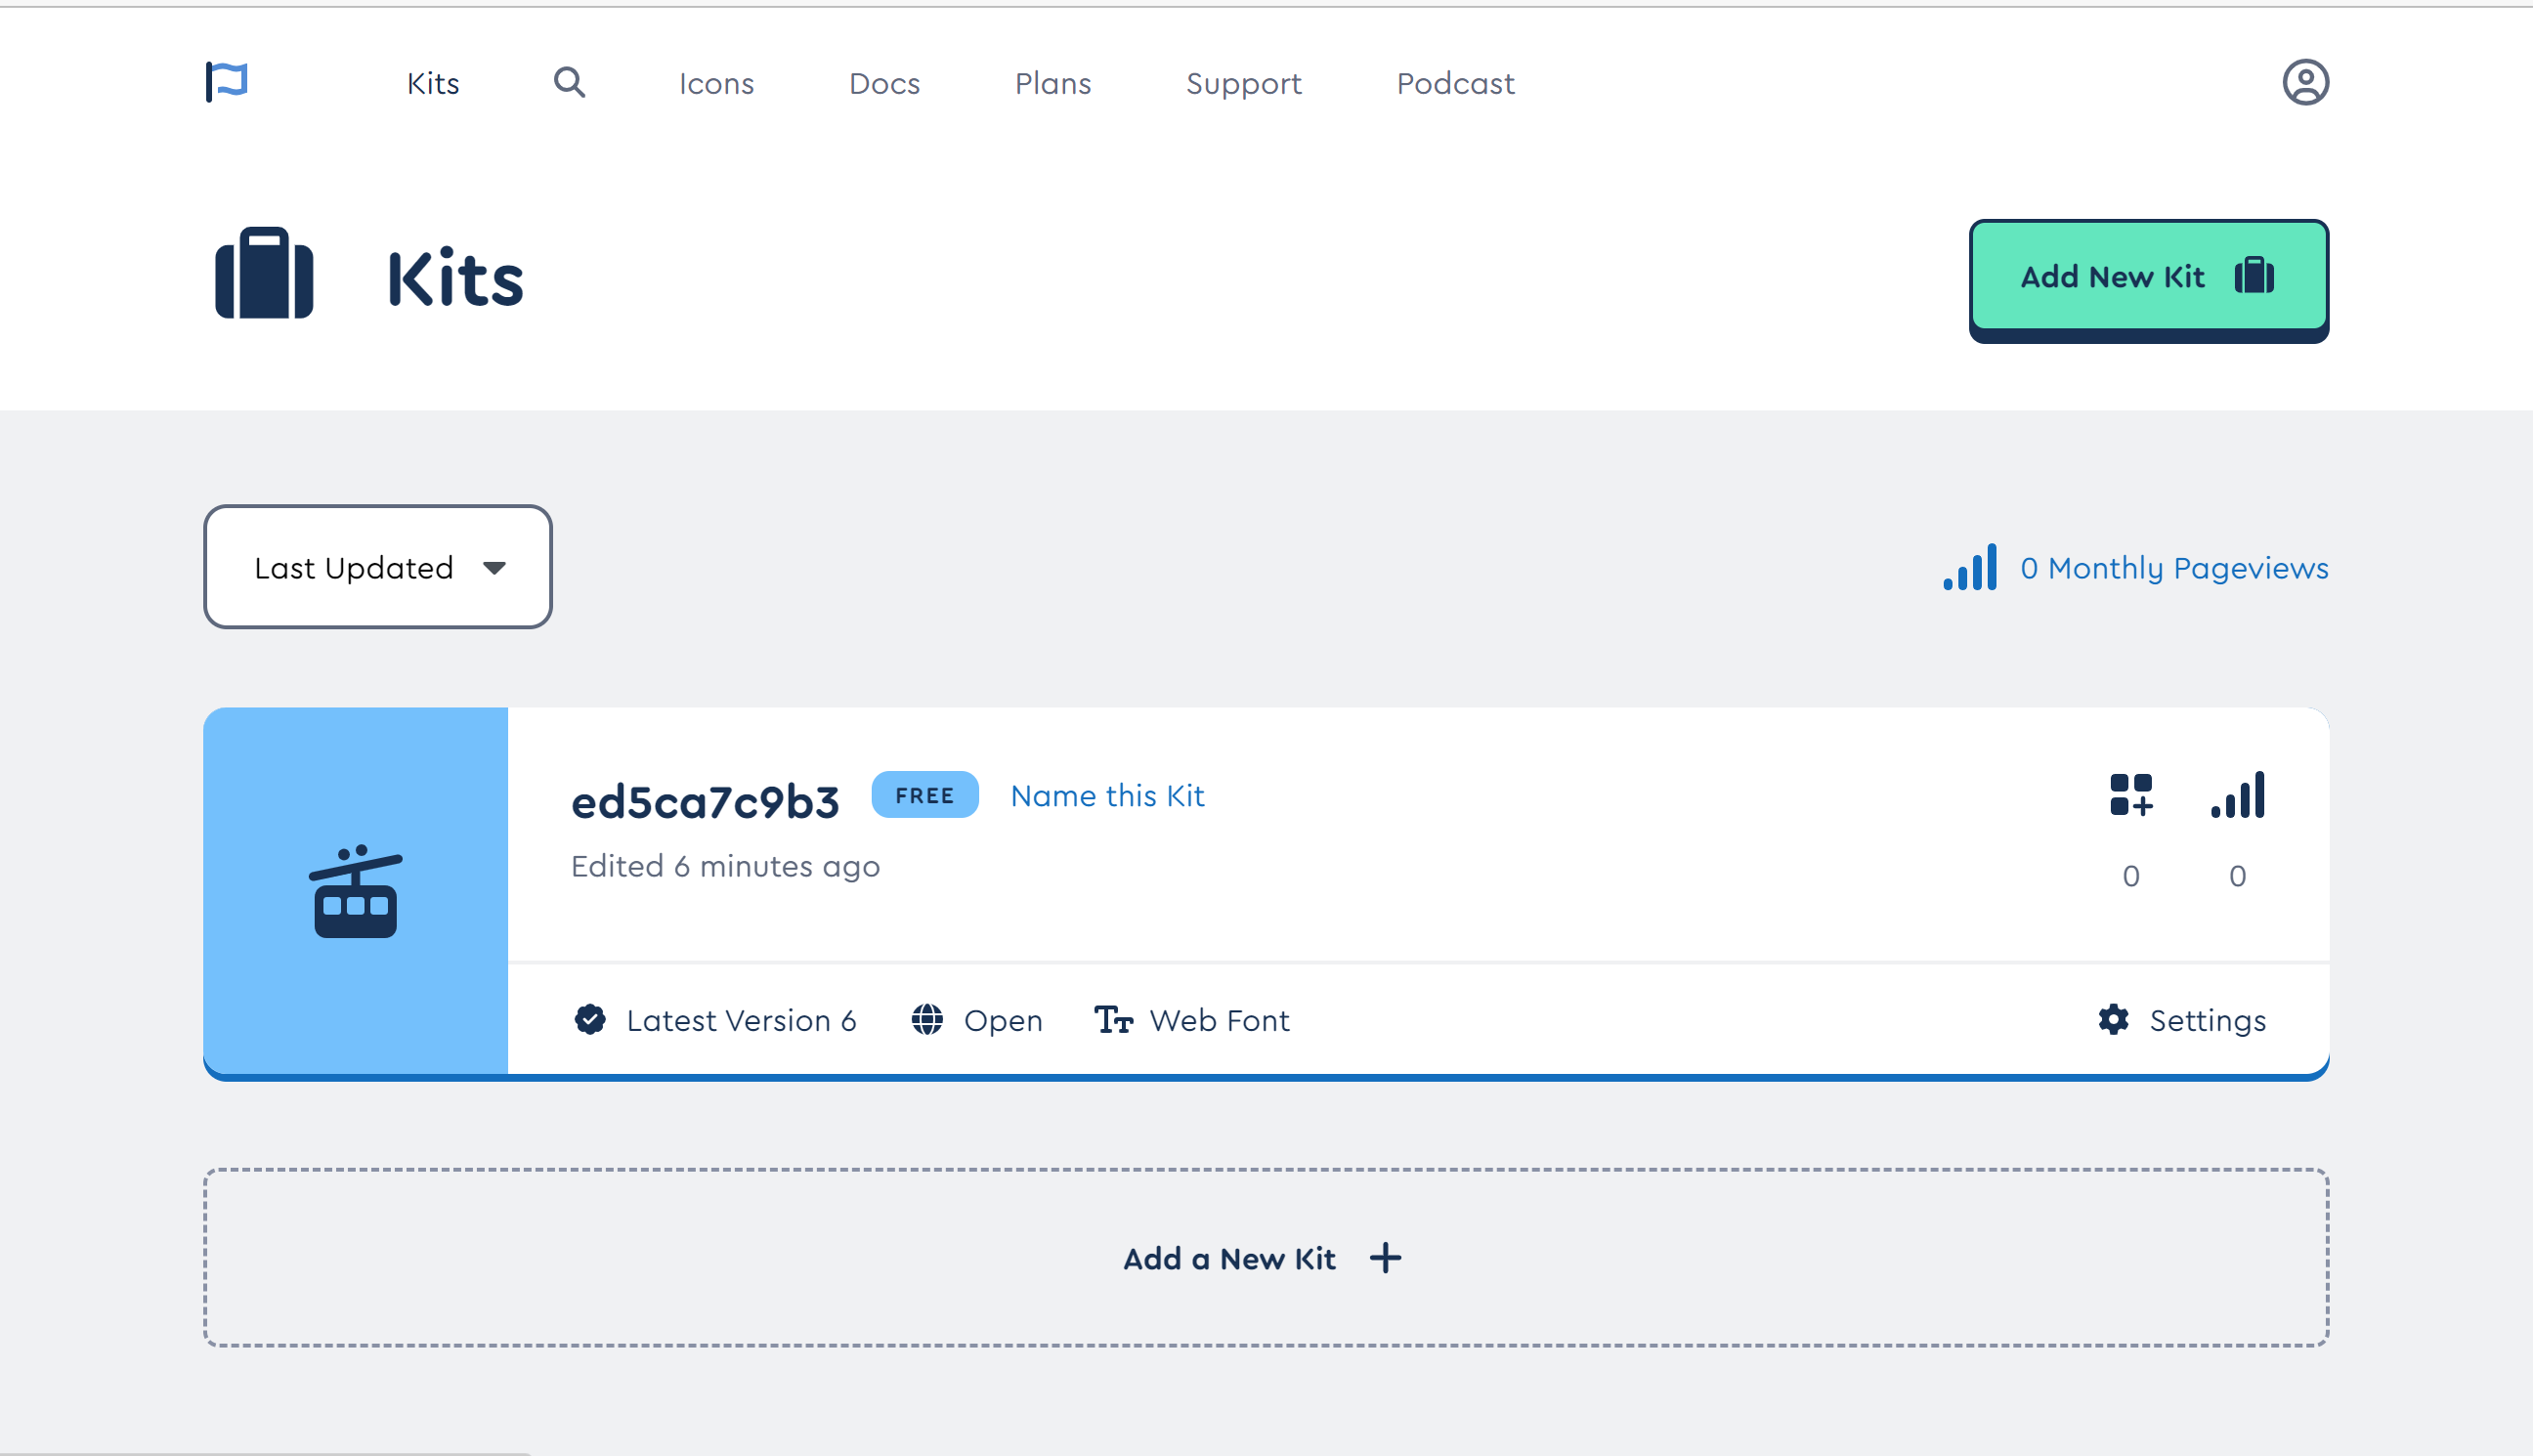 Kits Icons Docs Plans Support Podcast
Kits
Add New Kit
Last Updated
0 Monthly Pageviews
ed5ca7c9b3 FREE Name this Kit
Edited 6 minutes ago
0 0
Latest Version 6 Open Web Font Settings
Add a New Kit